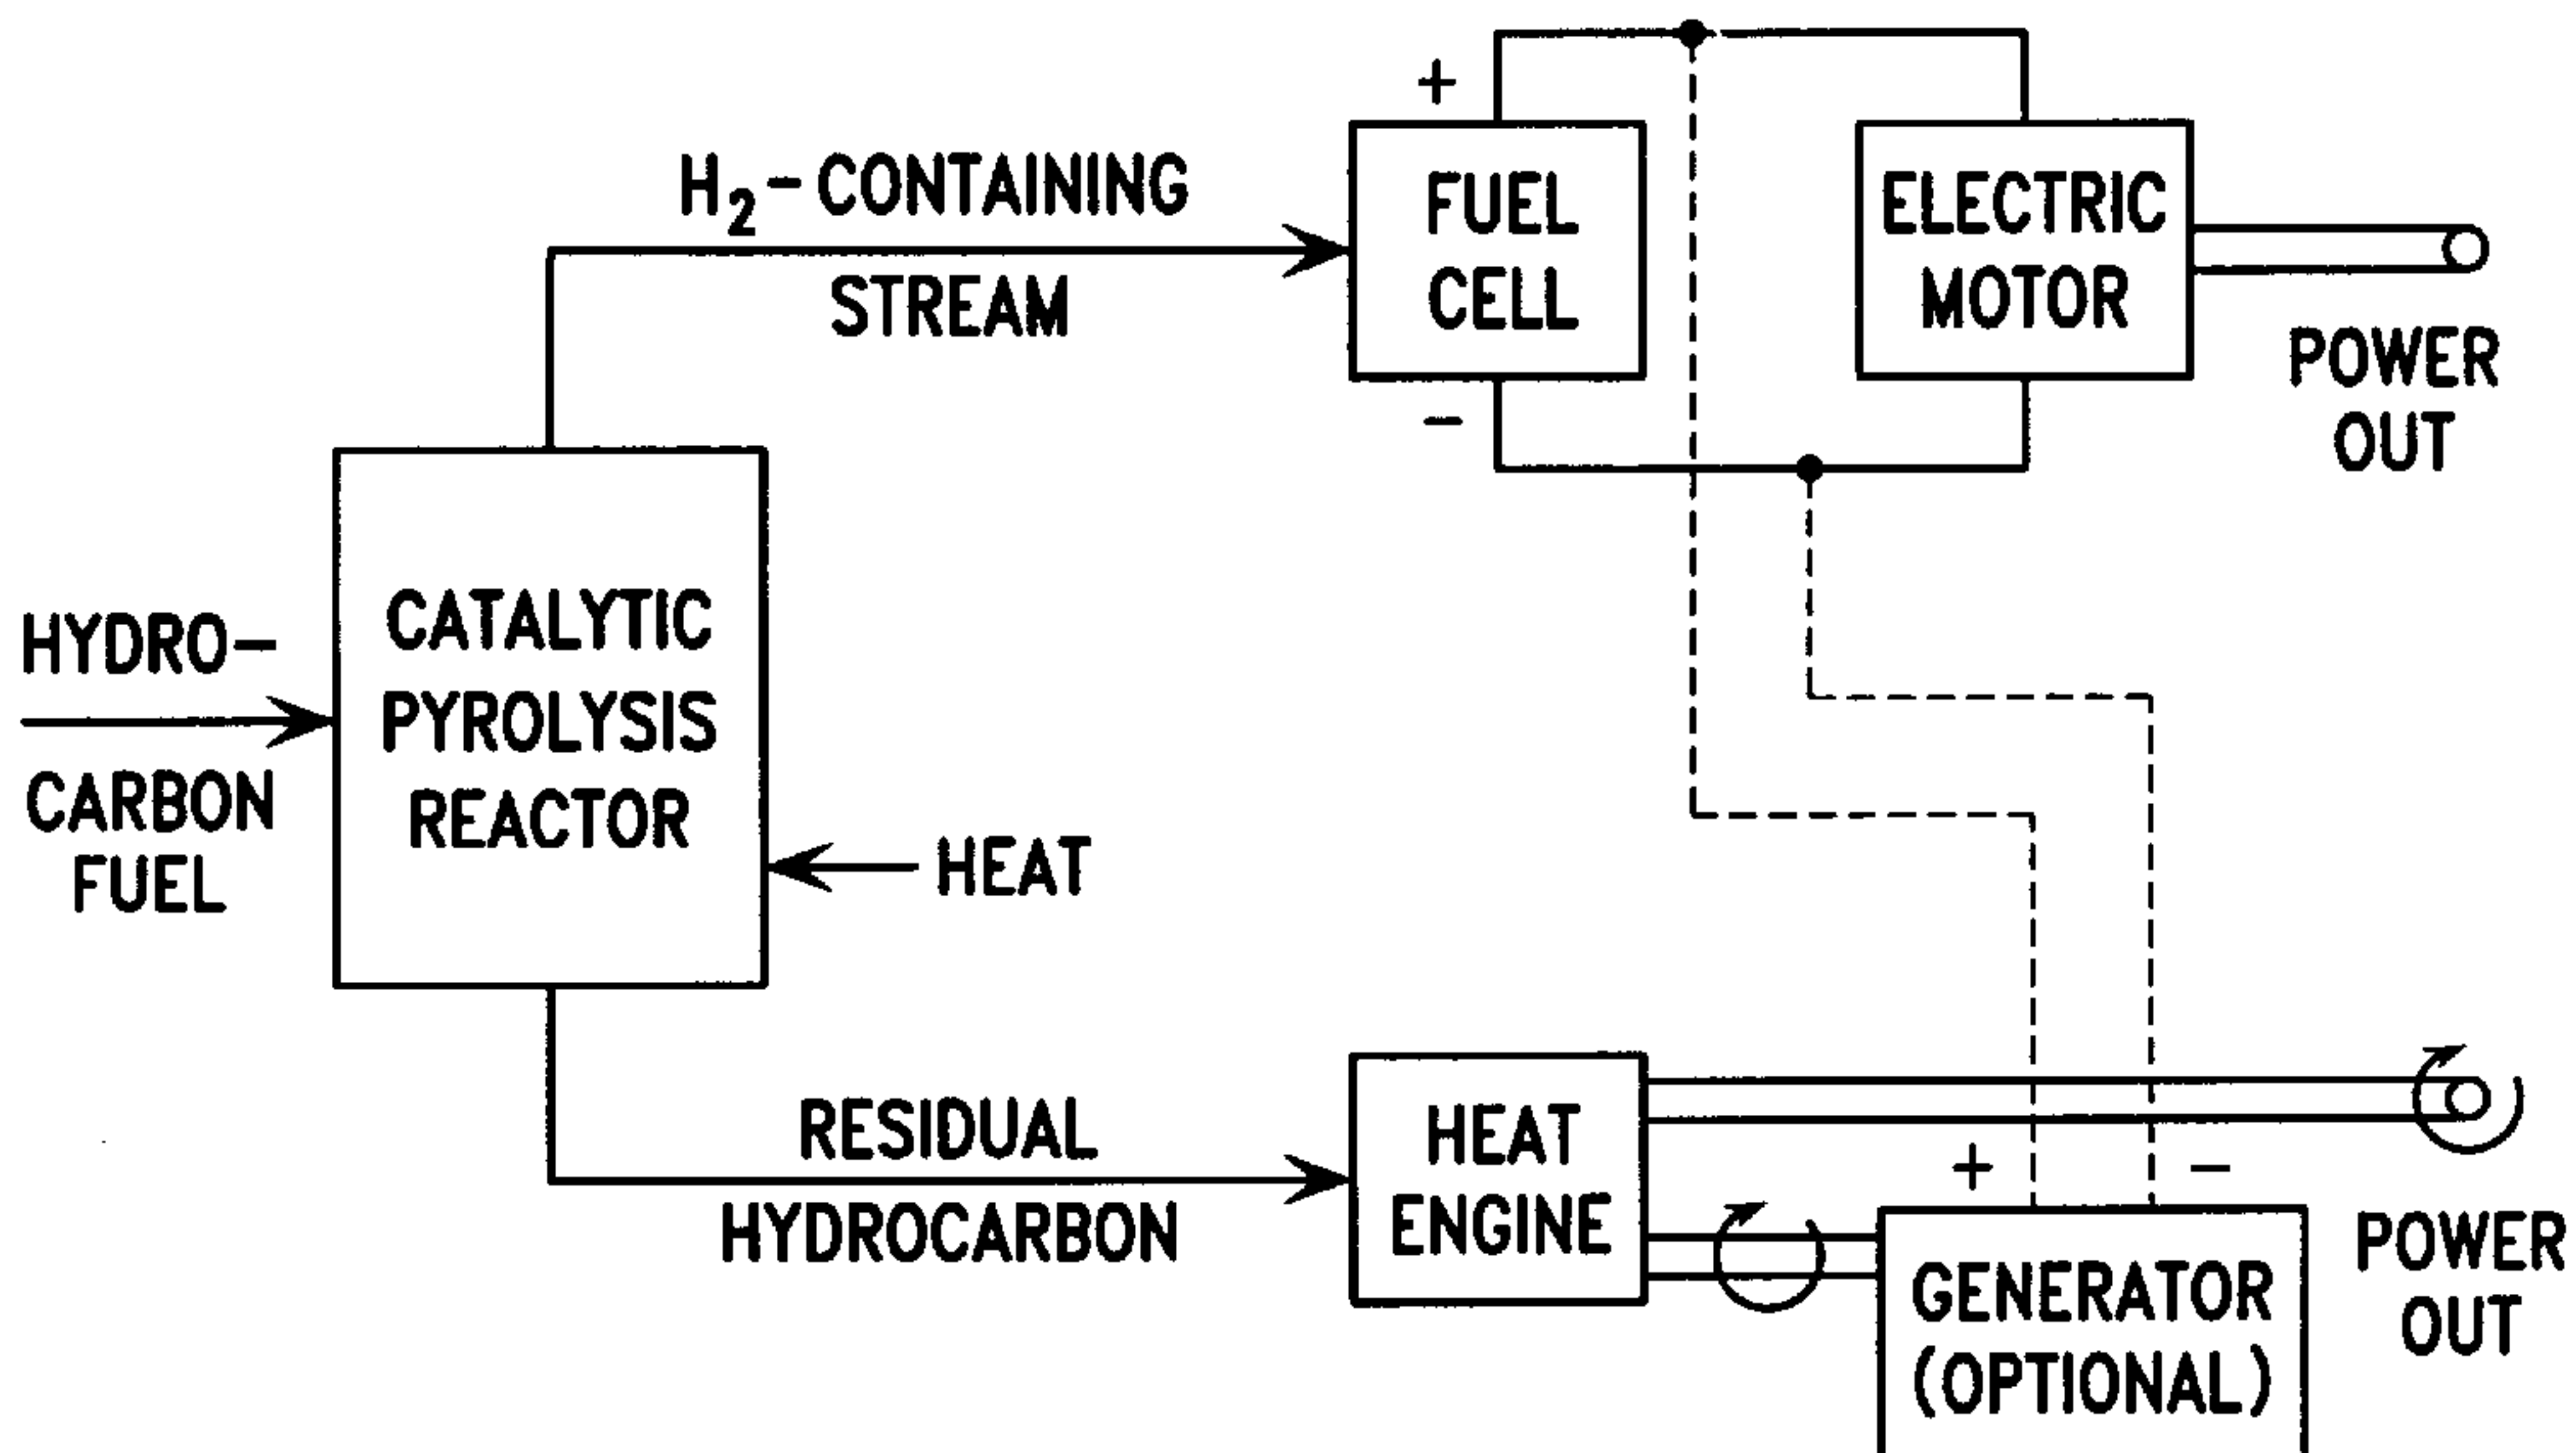 H₂-CONTAINING
STREAM
+
FUEL
CELL
-
ELECTRIC
MOTOR
POWER
OUT
HYDRO-
CARBON
FUEL
CATALYTIC
PYROLYSIS
REACTOR
HEAT
RESIDUAL
HYDROCARBON
HEAT
ENGINE
+ -
GENERATOR
(OPTIONAL)
POWER
OUT